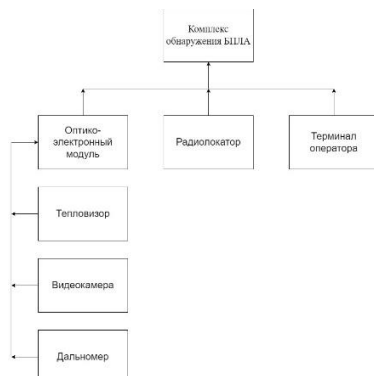 Комплекс
обнаружения БПЛА
Оптико-
электронный
модуль
Радиолокатор
Терминал
оператора
Тепловизор
Видеокамера
Дальномер